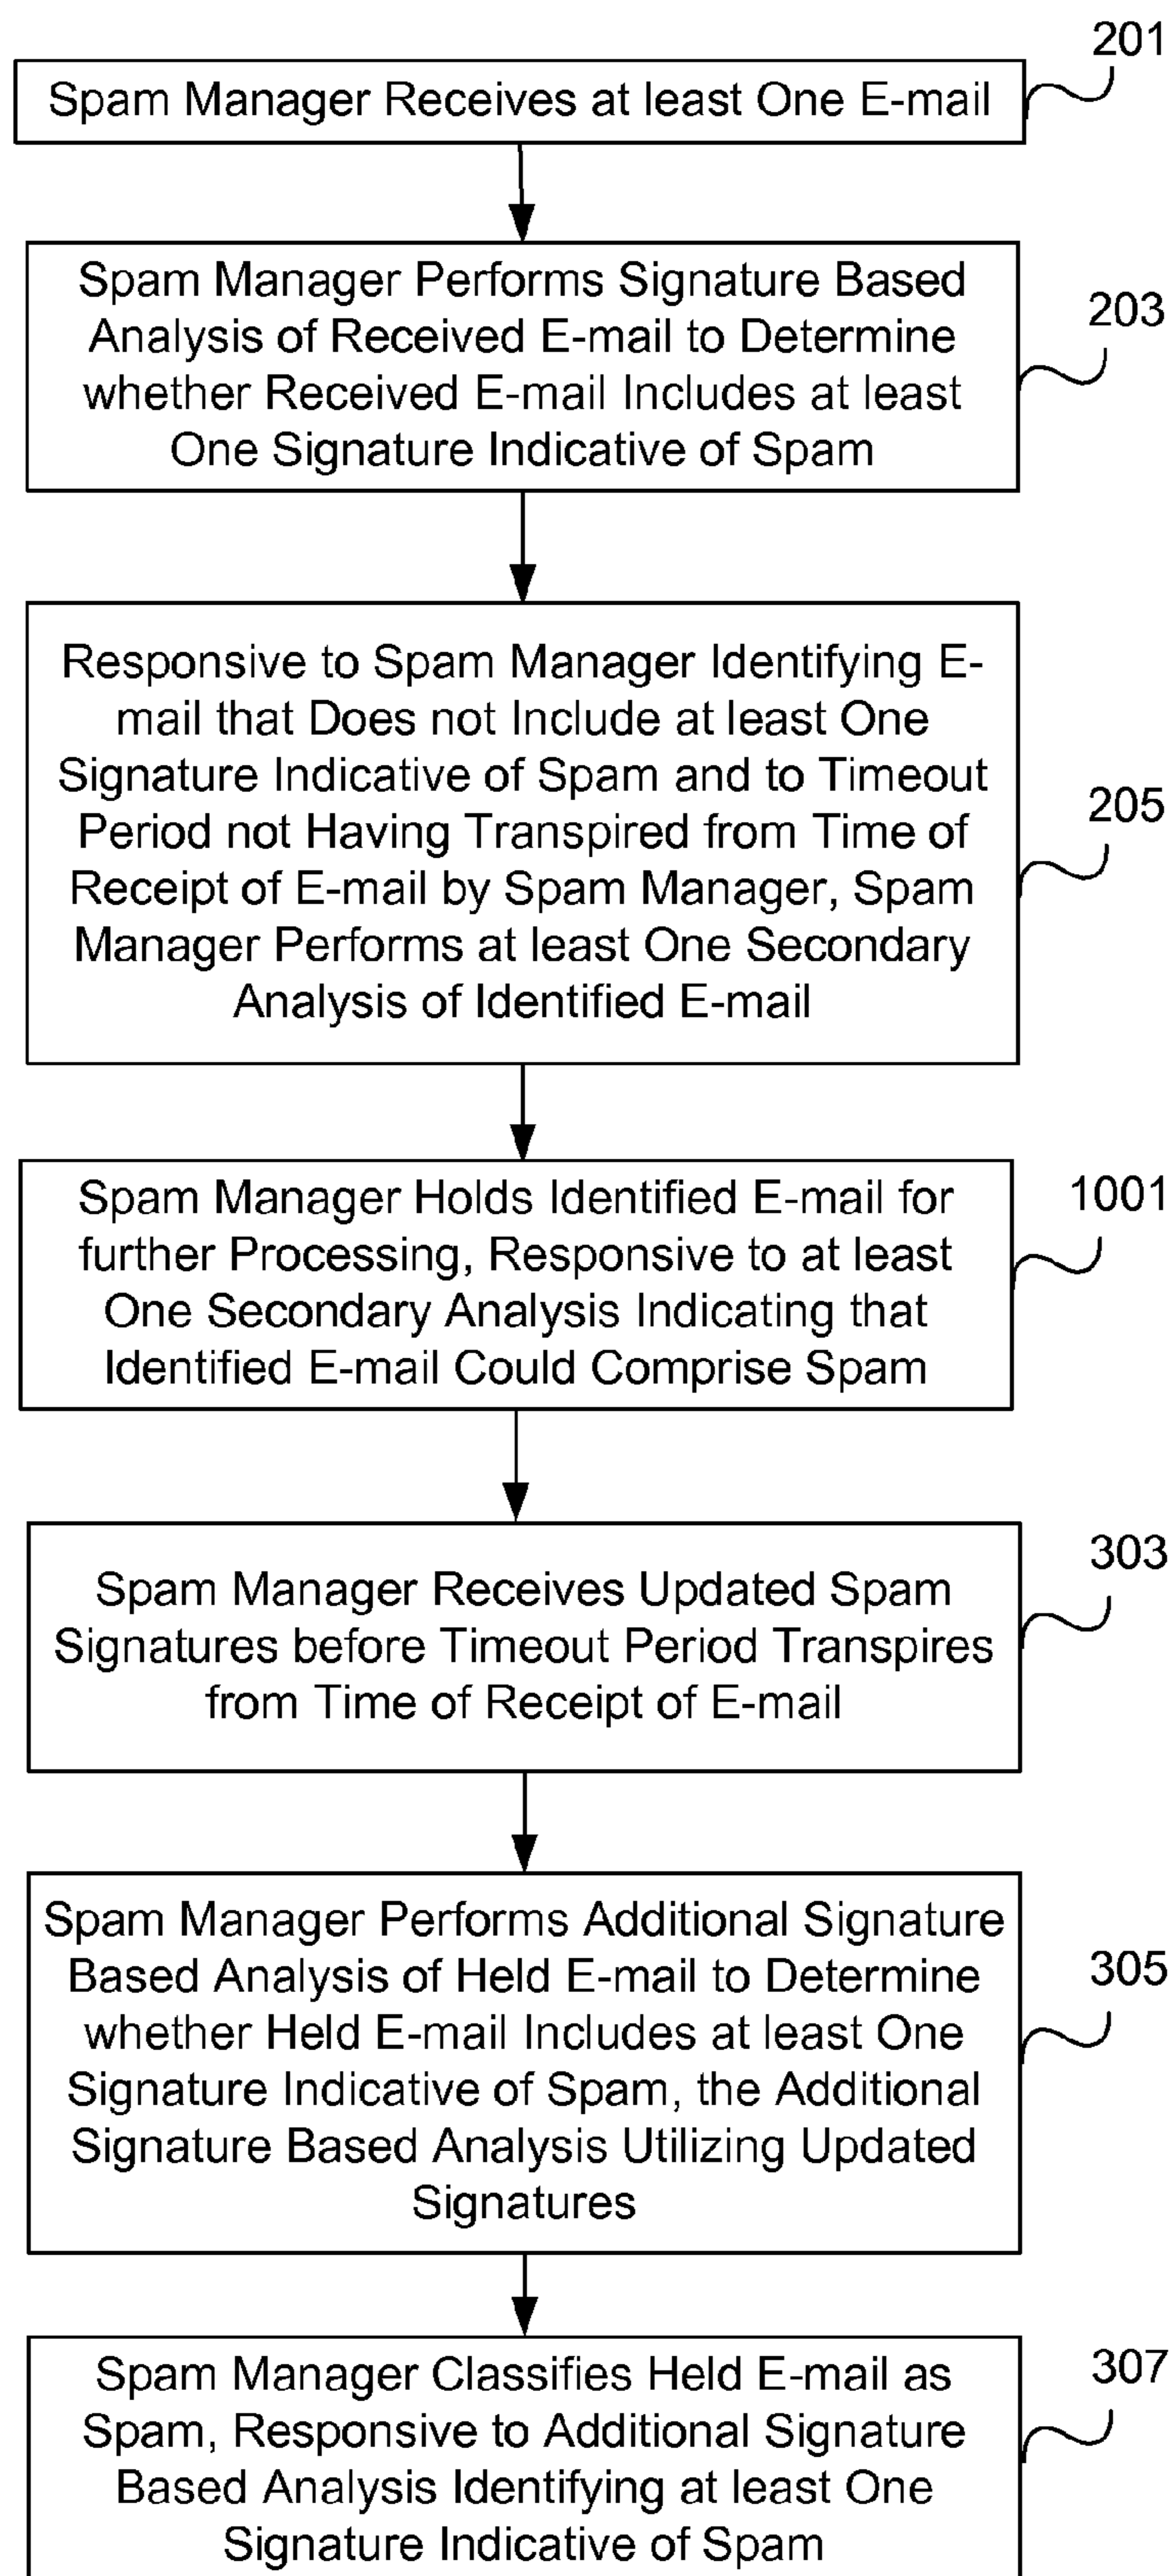 201
Spam Manager Receives at least One E-mail
203
Spam Manager Performs Signature Based
Analysis of Received E-mail to Determine
whether Received E-mail Includes at least
One Signature Indicative of Spam
205
Responsive to Spam Manager Identifying E-
mail that Does not Include at least One
Signature Indicative of Spam and to Timeout
Period not Having Transpired from Time of
Receipt of E-mail by Spam Manager, Spam
Manager Performs at least One Secondary
Analysis of Identified E-mail
1001
Spam Manager Holds Identified E-mail for
further Processing, Responsive to at least
One Secondary Analysis Indicating that
Identified E-mail Could Comprise Spam
303
Spam Manager Receives Updated Spam
Signatures before Timeout Period Transpires
from Time of Receipt of E-mail
305
Spam Manager Performs Additional Signature
Based Analysis of Held E-mail to Determine
whether Held E-mail Includes at least One
Signature Indicative of Spam, the Additional
Signature Based Analysis Utilizing Updated
Signatures
307
Spam Manager Classifies Held E-mail as
Spam, Responsive to Additional Signature
Based Analysis Identifying at least One
Signature Indicative of Spam